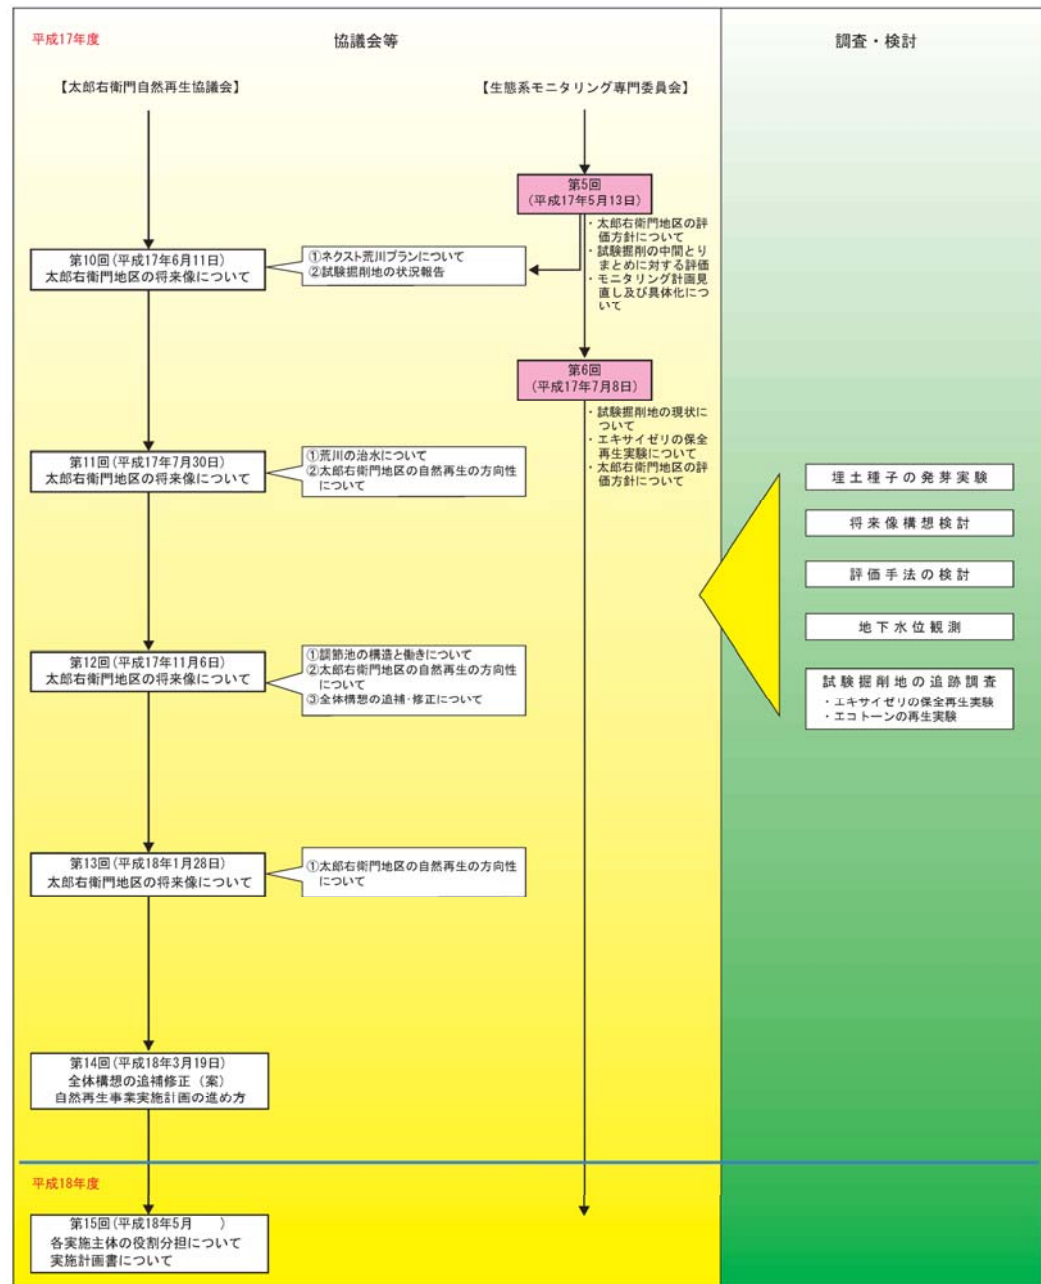 平成17年度
協議会等
調査・検討
【太郎右衛門自然再生協議会】
【生態系モニタリング専門委員会】
第5回
(平成17年5月13日)
・太郎右衛門地区の評
価方針について
・試験掘削の中間とり
まとめに対する評価
・モニタリング計画見
直し及び具体化につ
いて
第10回(平成17年6月11日)
太郎右衛門地区の将来像について
①ネクスト荒川プランについて
②試験掘削地の状況報告
第6回
(平成17年7月8日)
・試験掘削地の現状に
ついて
・エキサイゼリの保全
再生実験について
・太郎右衛門地区の評
価方針について
第11回(平成17年7月30日)
太郎右衛門地区の将来像について
①荒川の治水について
②太郎右衛門地区の自然再生の方向性
について
埋土種子の発芽実験
将来像構想検討
評価手法の検討
地下水位観測
試験掘削地の追跡調査
・エキサイゼリの保全再生実験
・エコトーンの再生実験
第12回(平成17年11月6日)
太郎右衛門地区の将来像について
①調節池の構造と働きについて
②太郎右衛門地区の自然再生の方向性
について
③全体構想の追補・修正について
第13回(平成18年1月28日)
太郎右衛門地区の将来像について
①太郎右衛門地区の自然再生の方向性
について
第14回(平成18年3月19日)
全体構想の追補修正(案)
自然再生事業実施計画の進め方
平成18年度
第15回(平成18年5月　　)
各実施主体の役割分担について
実施計画書について